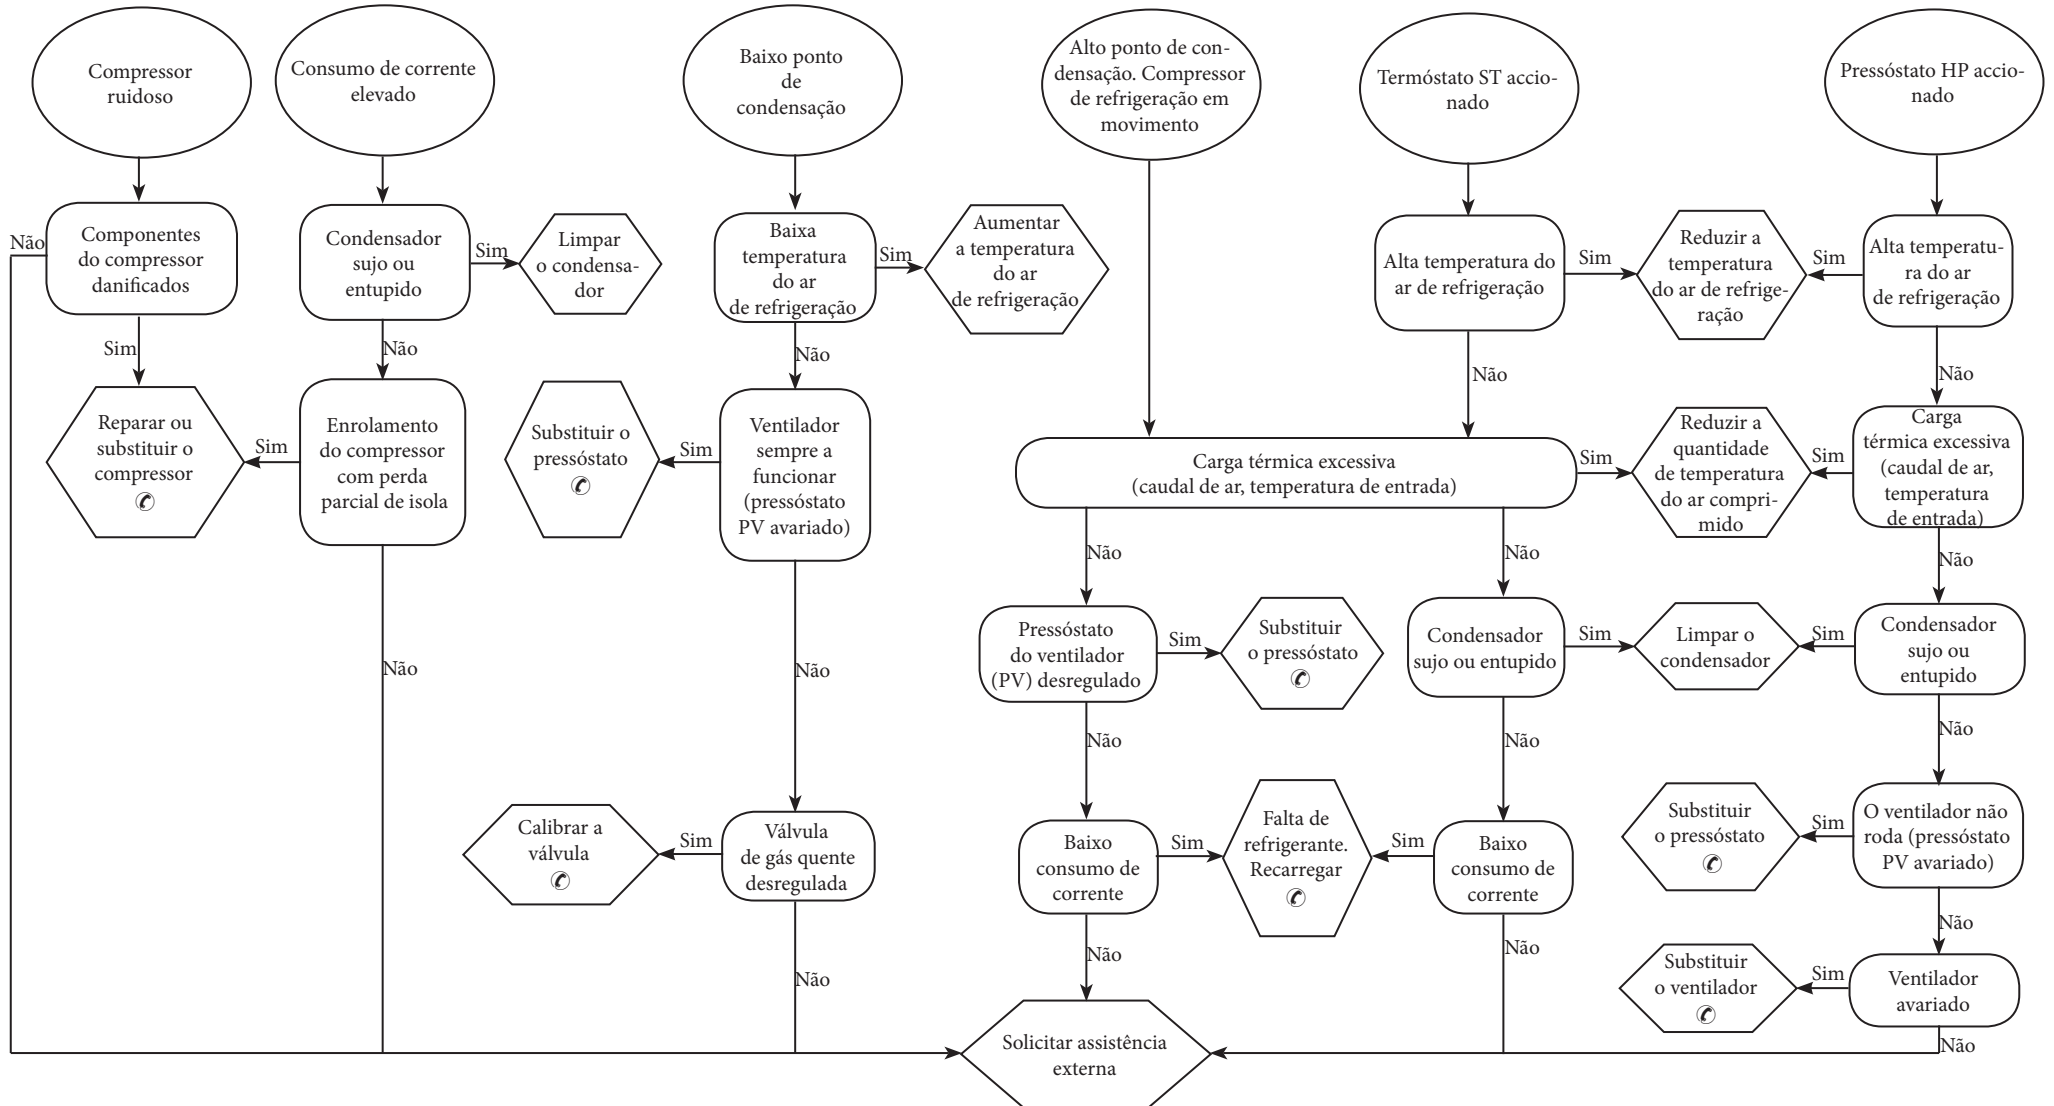 Compressor
ruidoso
Consumo de corrente
elevado
Baixo ponto
de
condensação
Alto ponto de con-
densação. Compressor
de refrigeração em
movimento
Termóstato ST accio-
nado
Pressóstato HP accio-
nado
Não
Componentes
do compressor
danificados
Condensador
sujo ou
entupido
Sim
Limpar
o condensa-
dor
Baixa
temperatura
do ar
de refrigeração
Sim
Aumentar
a temperatura
do ar
de refrigeração
Alta temperatura do
ar de refrigeração
Sim
Reduzir a
temperatura
do ar de refrige-
ração
Sim
Alta temperatu-
ra do ar
de refrigeração
Sim
Não
Não
Não
Não
Reparar ou
substituir o
compressor
Sim
Enrolamento
do compressor
com perda
parcial de isola
Substituir o
pressóstato
Sim
Ventilador
sempre a
funcionar
(pressóstato
PV avariado)
Carga térmica excessiva
(caudal de ar, temperatura de entrada)
Sim
Reduzir a
quantidade
de temperatura
do ar compri-
mido
Sim
Carga
térmica excessiva
(caudal de ar,
temperatura
de entrada)
Não
Não
Não
Não
Não
Pressóstato
do ventilador
(PV) desregulado
Sim
Substituir
o pressóstato
Condensador
sujo ou entupido
Sim
Limpar o
condensador
Sim
Condensador
sujo ou
entupido
Não
Não
Não
Calibrar a
válvula
Sim
Válvula
de gás quente
desregulada
Baixo
consumo de
corrente
Sim
Falta de
refrigerante.
Recarregar
Sim
Baixo
consumo de
corrente
Substituir
o pressóstato
Sim
O ventilador não
roda (pressóstato
PV avariado)
Não
Não
Não
Não
Substituir
o ventilador
Sim
Ventilador
avariado
Solicitar assistência
externa
Não